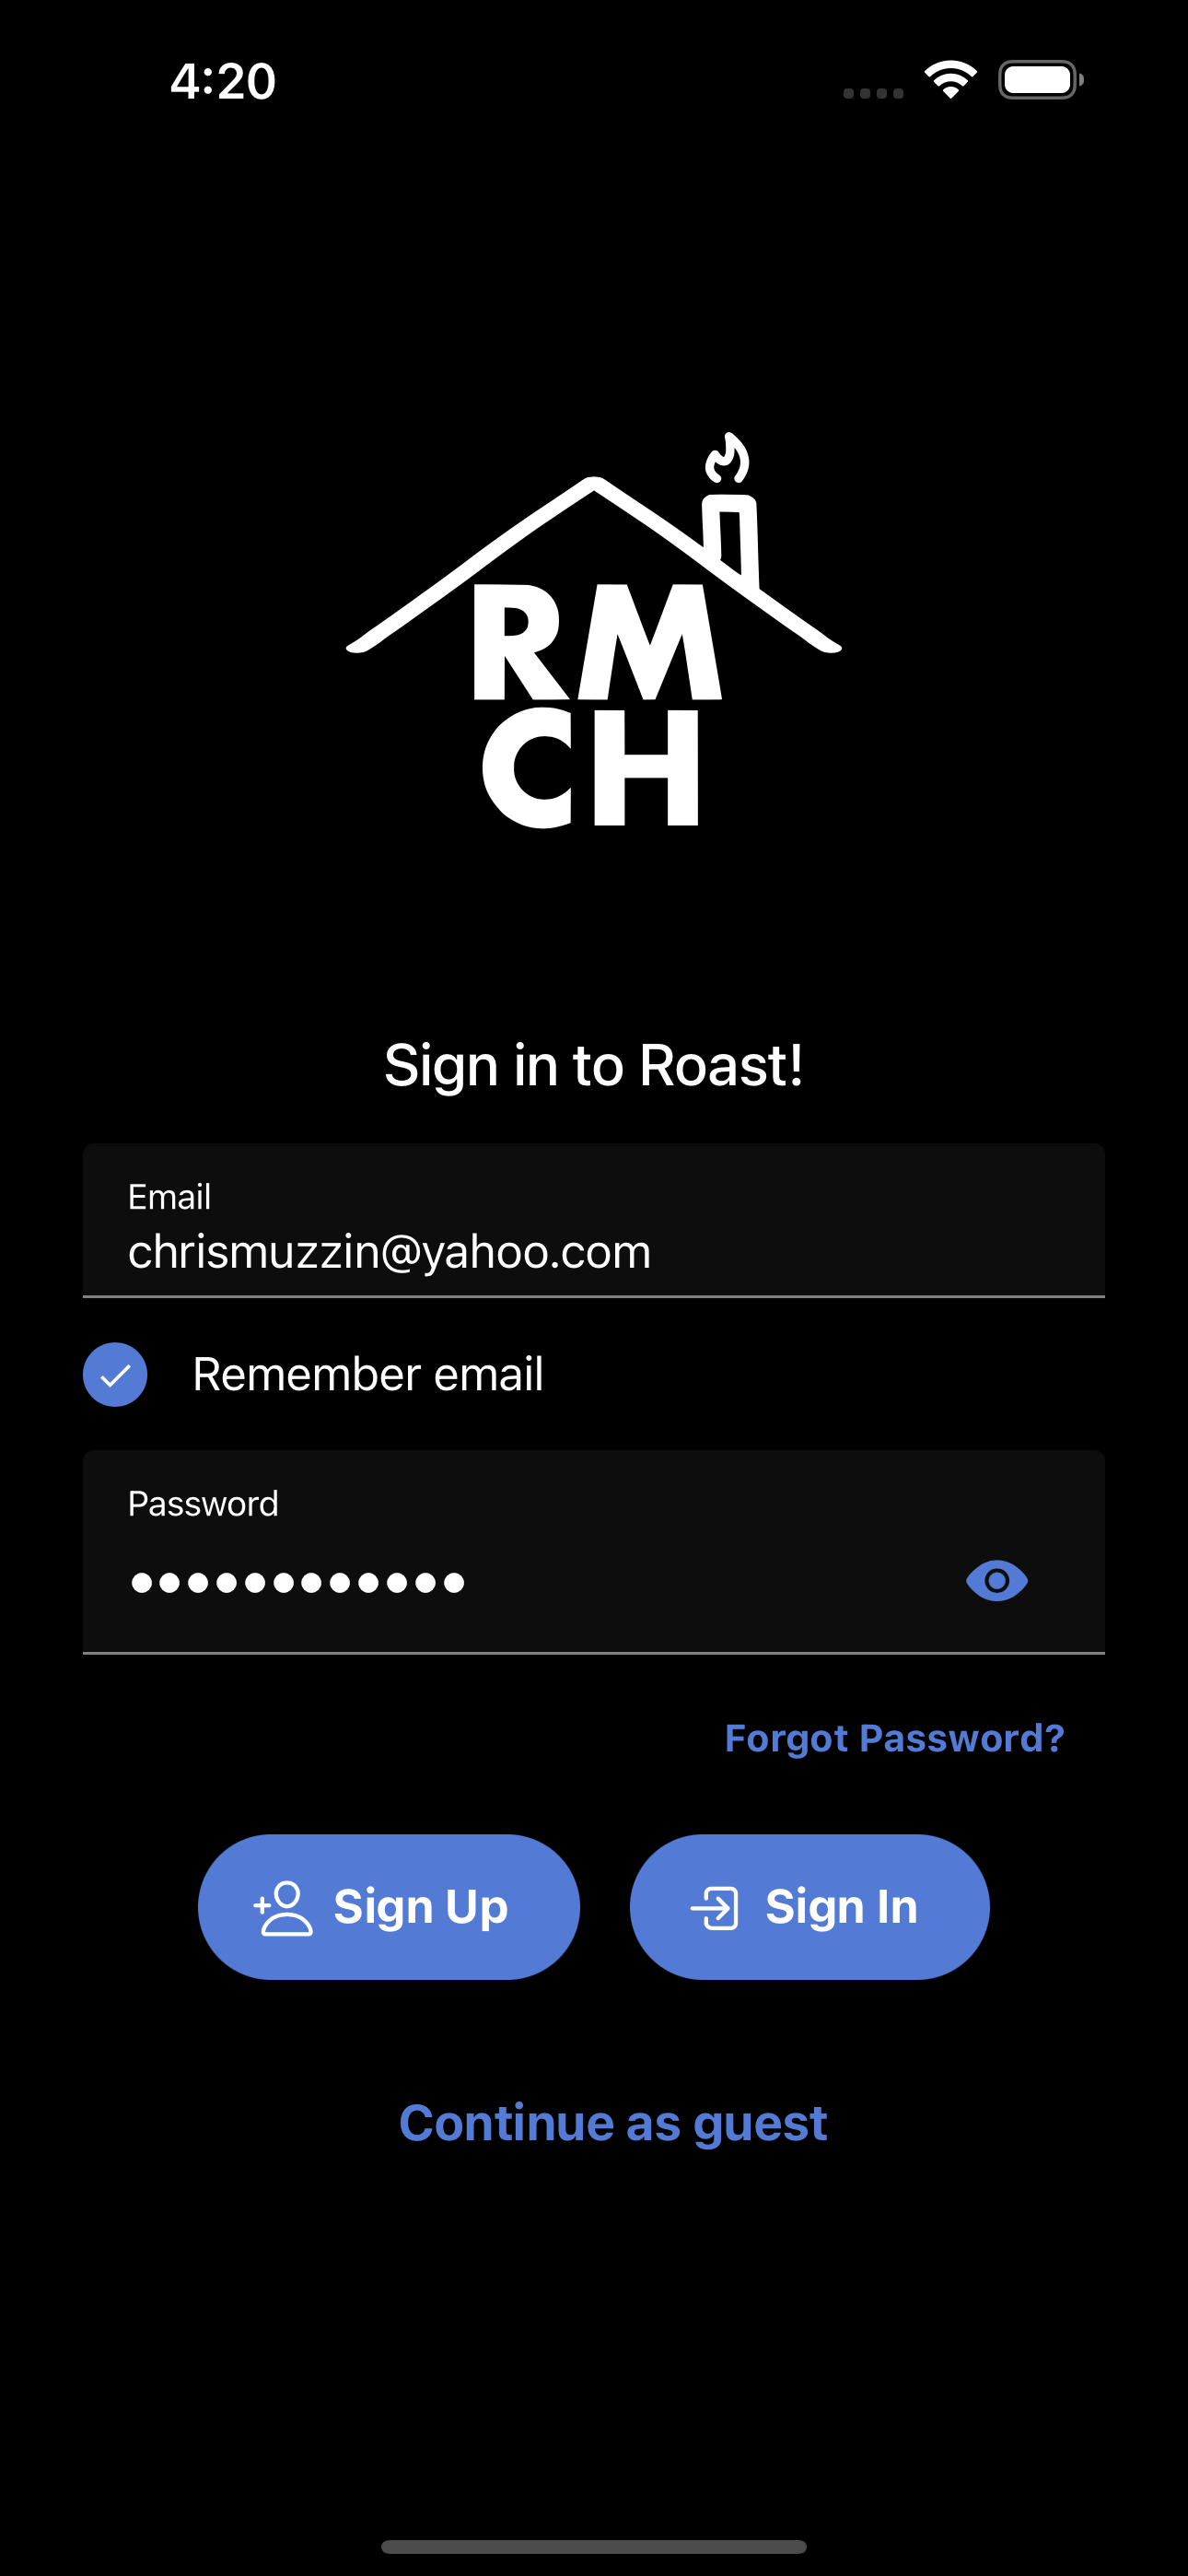 4:20
RM
CH
Sign in to Roast!
Email
chrismuzzin@yahoo.com
Remember email
Password
••••••••••••
Forgot Password?
Sign Up
Sign In
Continue as guest